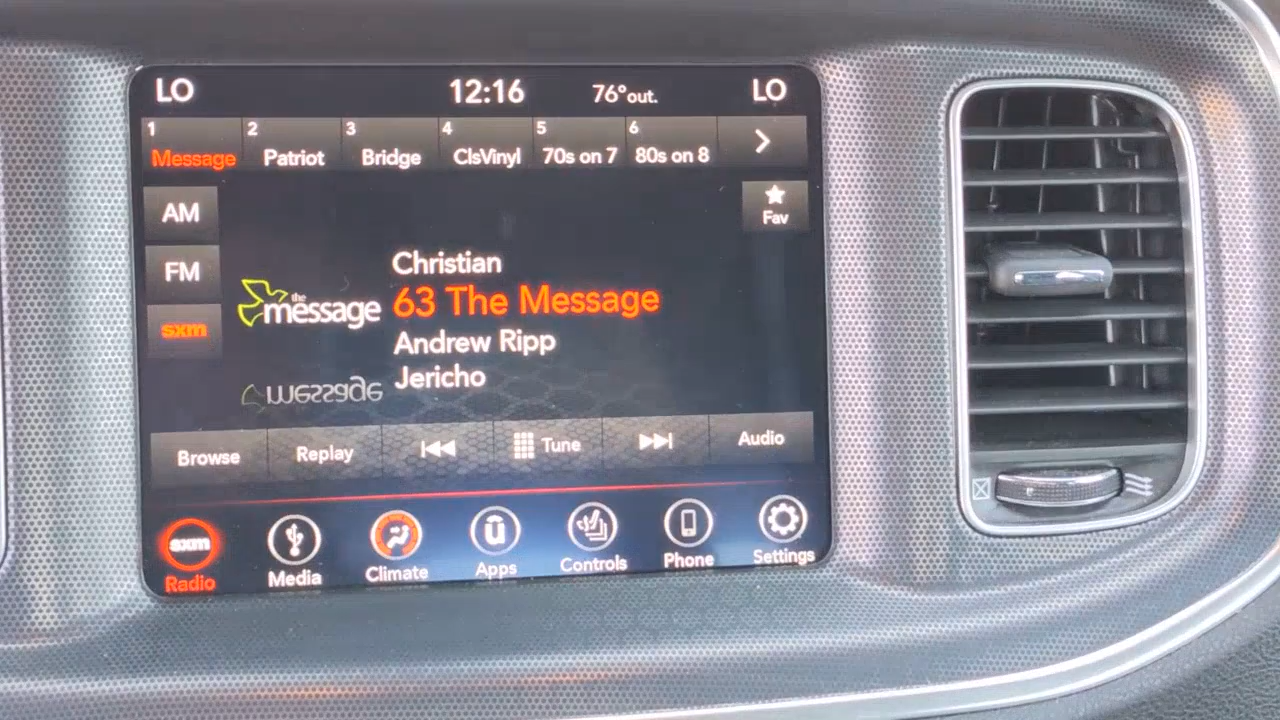 LO 12:16 76° out. LO
1 2 3 4 5 6
Message Patriot Bridge ClsVinyl 70s on 7 80s on 8
AM
Fav
FM
sxm
the
message
Christian
63 The Message
Andrew Ripp
Jericho
Browse Replay Tune Audio
sxm
Radio Media Climate Apps Controls Phone Settings